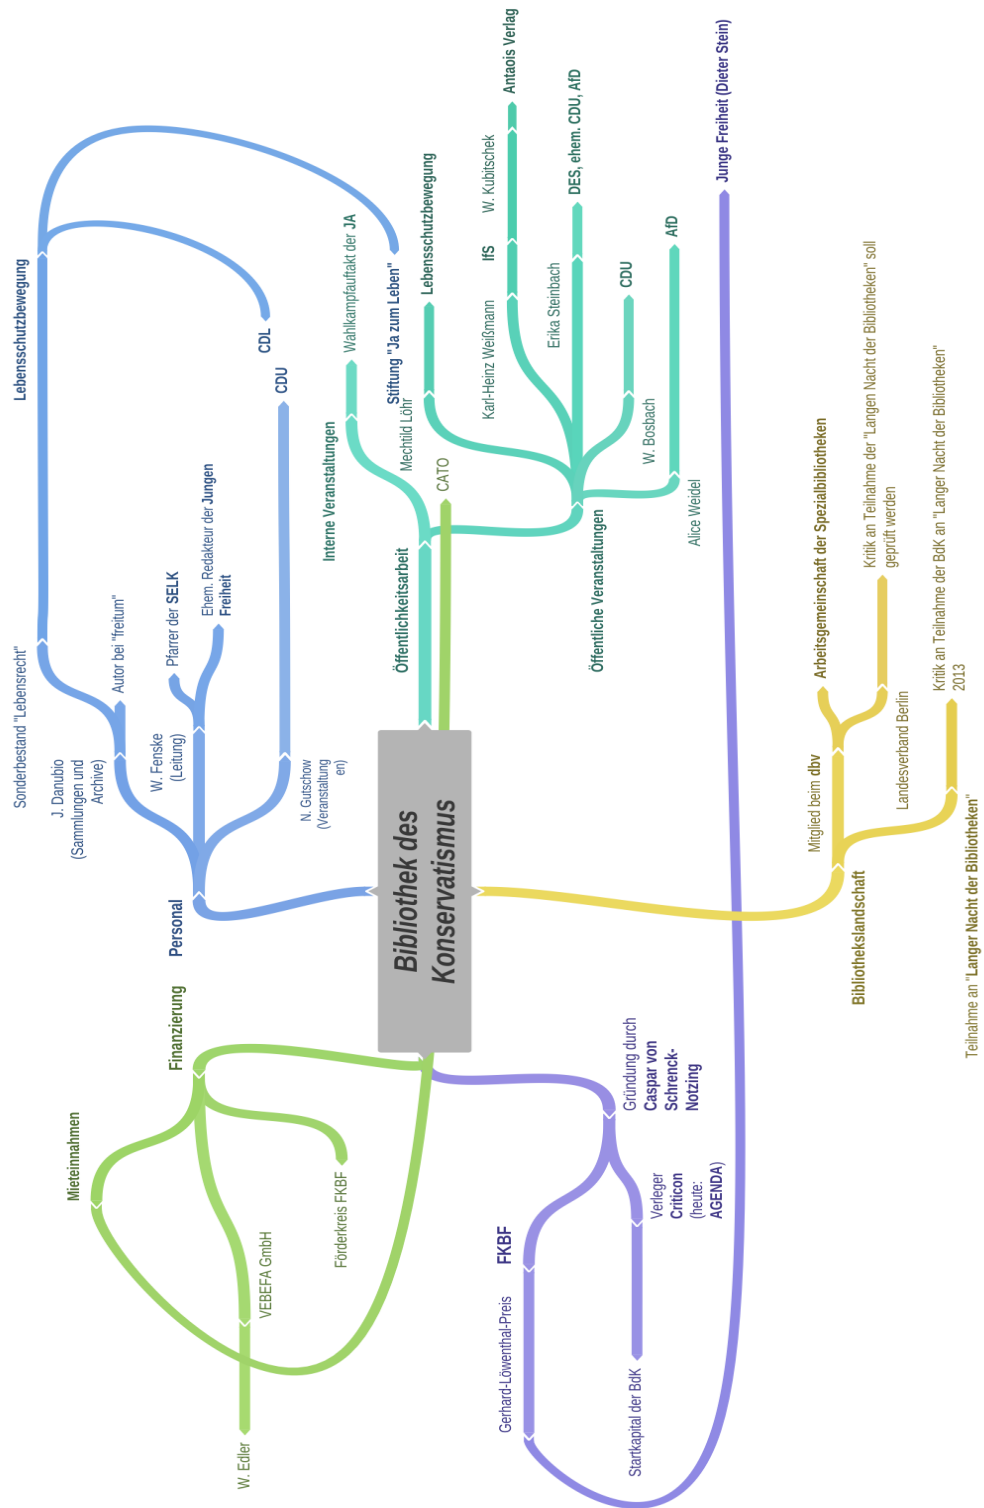 Bibliothek des
Konservatismus
Personal
J. Danubio
(Sammlungen und
Archive)
Autor bei "freitum"
Sonderbestand "Lebensrecht"
Lebensschutzbewegung
CDL
Stiftung "Ja zum Leben"
W. Fenske
(Leitung)
Pfarrer der SELK
Ehem. Redakteur der Jungen
Freiheit
N. Gutschow
(Veranstaltung
en)
CDU
Öffentlichkeitsarbeit
Interne Veranstaltungen
Wahlkampfauftakt der JA
Öffentliche Veranstaltungen
Mechtild Löhr
Lebensschutzbewegung
Karl-Heinz Weißmann
IfS
W. Kubitschek
Antaois Verlag
Erika Steinbach
DES, ehem. CDU, AfD
W. Bosbach
CDU
Alice Weidel
AfD
CATO
Finanzierung
Mieteinnahmen
VEBEFA GmbH
W. Edler
Förderkreis FKBF
Gründung durch
Caspar von
Schrenck-
Notzing
FKBF
Gerhard-Löwenthal-Preis
Junge Freiheit (Dieter Stein)
Verleger
Criticon
(heute:
AGENDA)
Startkapital der BdK
Bibliothekslandschaft
Mitglied beim dbv
Arbeitsgemeinschaft der Spezialbibliotheken
Landesverband Berlin
Kritik an Teilnahme der "Langen Nacht der Bibliotheken" soll
geprüft werden
Teilnahme an "Langer Nacht der Bibliotheken"
Kritik an Teilnahme der BdK an "Langer Nacht der Bibliotheken"
2013